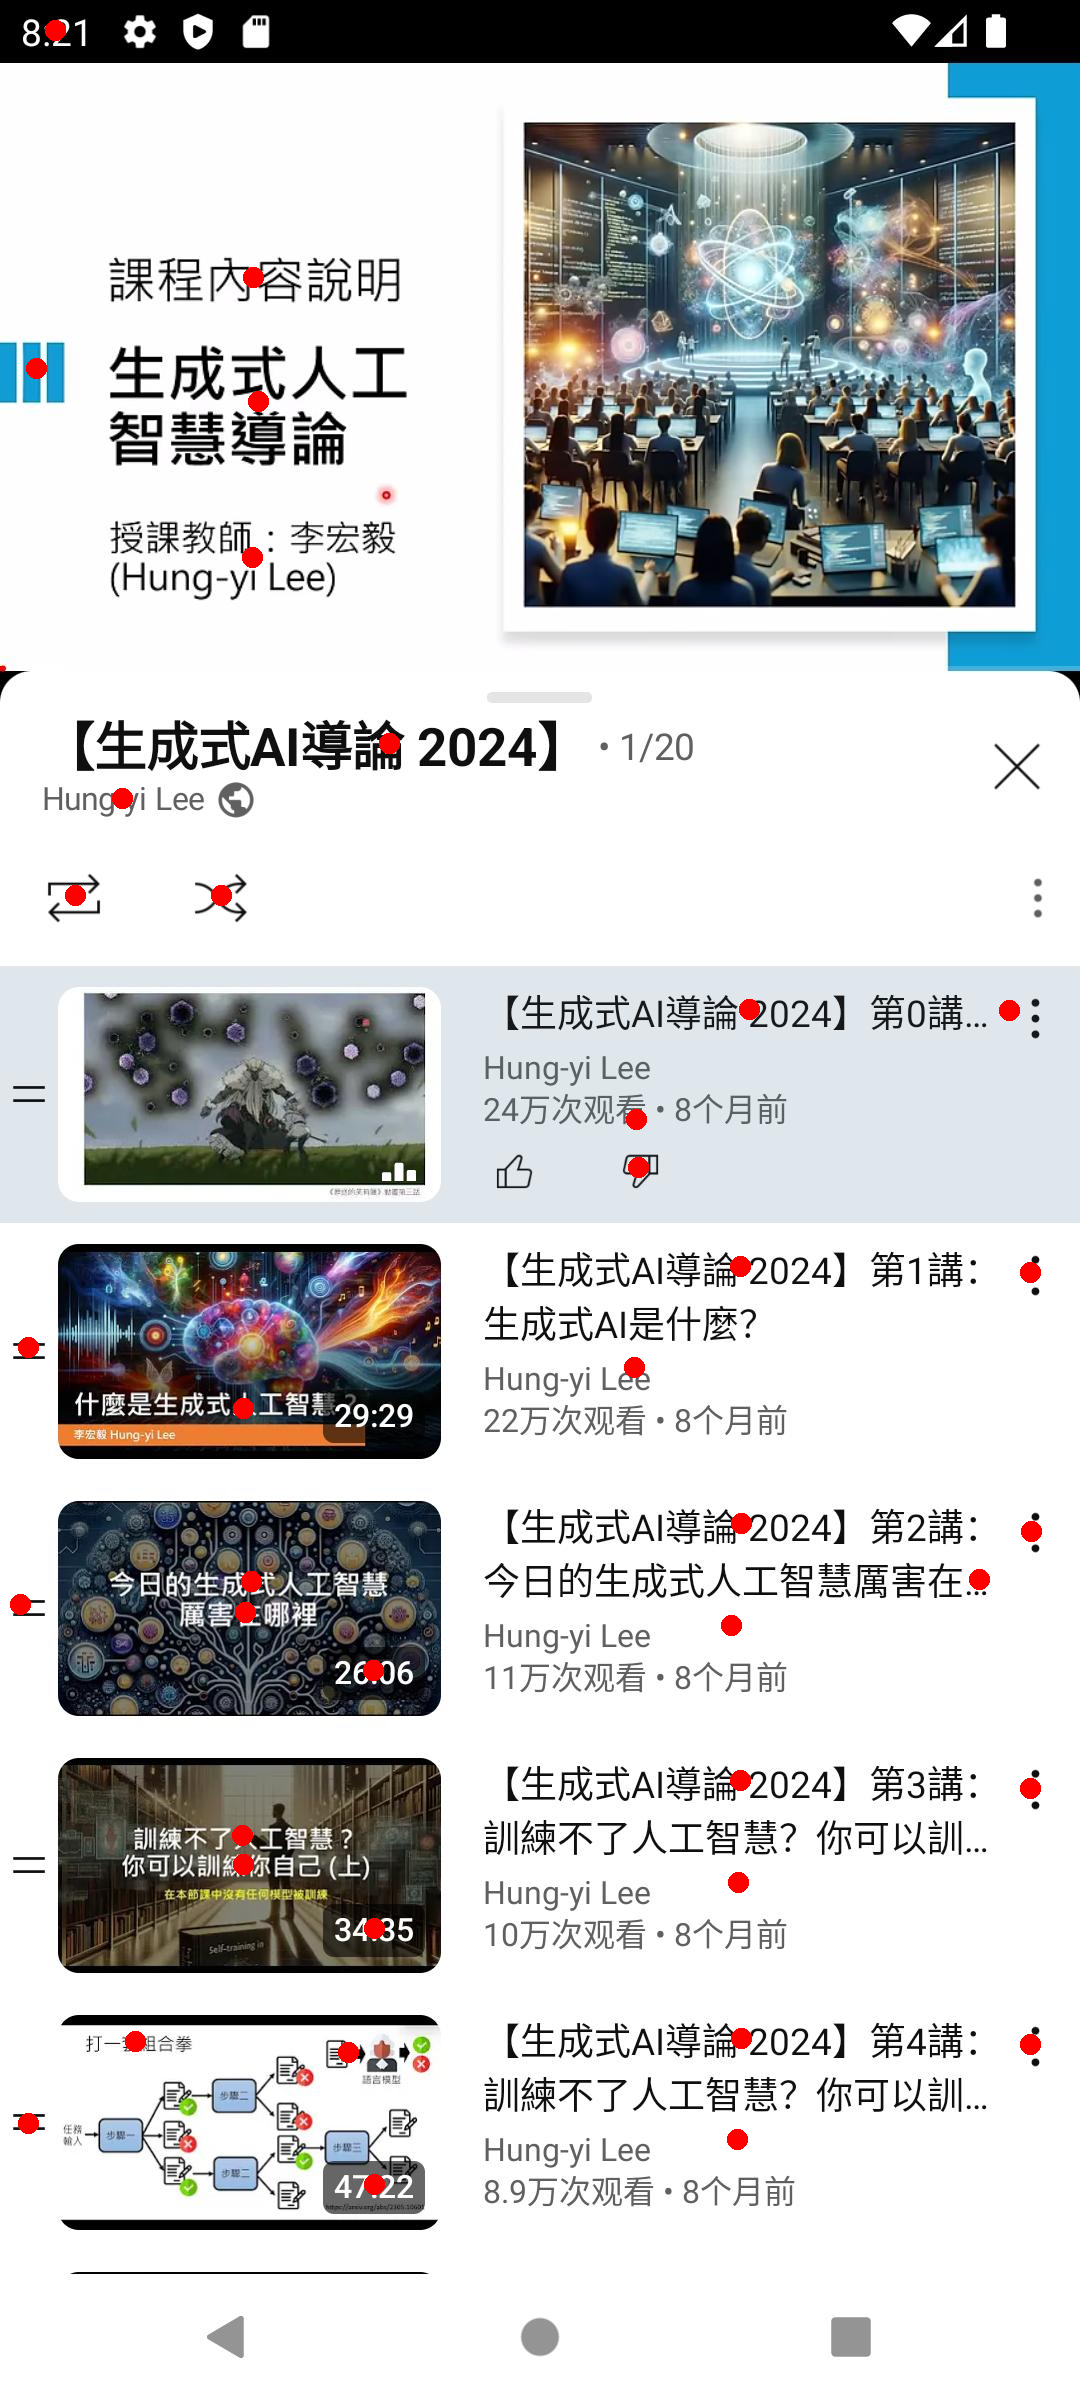 8:21
課程內容說明
生成式人工
智慧導論
授課教師：李宏毅
(Hung-yi Lee)
【生成式AI導論 2024】 • 1/20
Hung-yi Lee
【生成式AI導論 2024】第0講...
Hung-yi Lee
24万次观看 • 8个月前
《葬送的芙莉蓮》動畫第三話
【生成式AI導論 2024】第1講：
生成式AI是什麼？
Hung-yi Lee
22万次观看 • 8个月前
什麼是生成式人工智慧？
李宏毅 Hung-yi Lee
29:29
【生成式AI導論 2024】第2講：
今日的生成式人工智慧厲害在...
Hung-yi Lee
11万次观看 • 8个月前
今日的生成式人工智慧
厲害在哪裡
26:06
【生成式AI導論 2024】第3講：
訓練不了人工智慧？你可以訓...
Hung-yi Lee
10万次观看 • 8个月前
訓練不了人工智慧？
你可以訓練你自己 (上)
在本節課中沒有任何模型被訓練
Self-training in
34:35
【生成式AI導論 2024】第4講：
訓練不了人工智慧？你可以訓...
Hung-yi Lee
8.9万次观看 • 8个月前
打一套組合拳
語言模型
任務
輸入
步驟一
步驟二
步驟二
步驟三
47:22